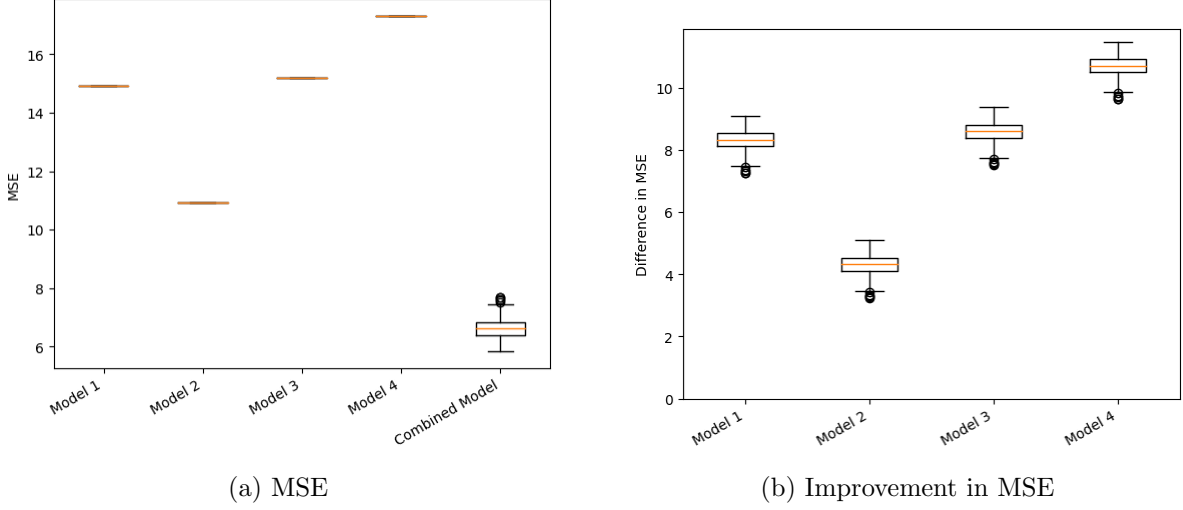 MSE
16
14
12
10
8
6
Model 1
Model 2
Model 3
Model 4
Combined Model
(a) MSE
Difference in MSE
10
8
6
4
2
0
Model 1
Model 2
Model 3
Model 4
(b) Improvement in MSE